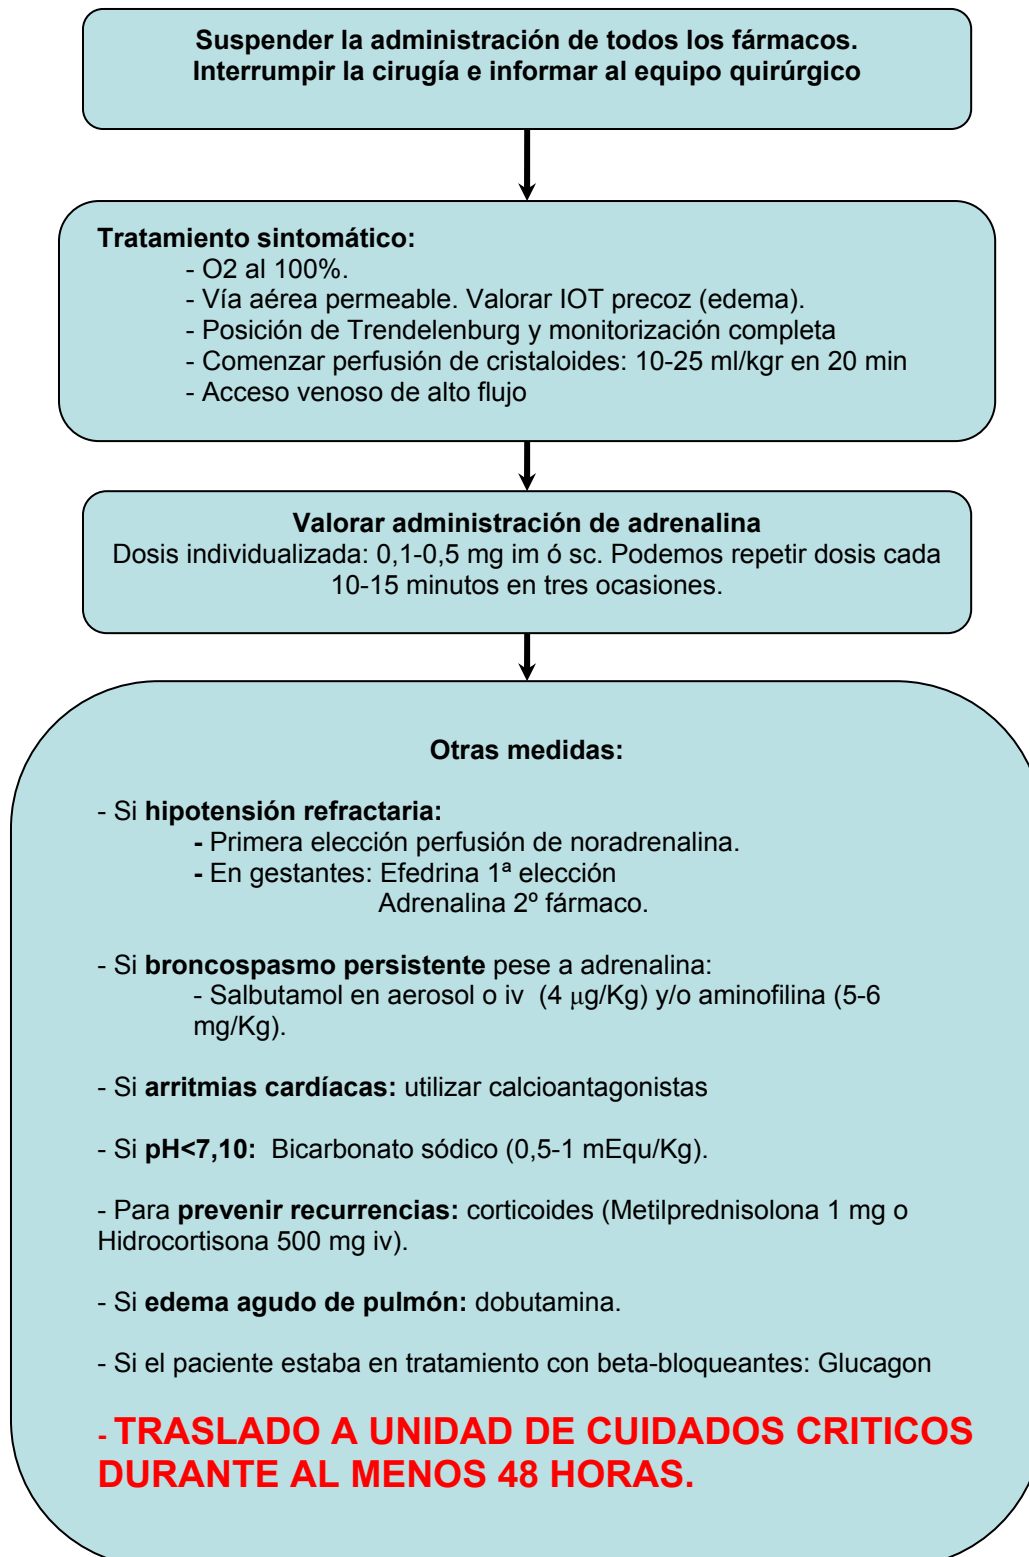 Suspender la administración de todos los fármacos.
Interrumpir la cirugía e informar al equipo quirúrgico
Tratamiento sintomático:
- O2 al 100%.
- Vía aérea permeable. Valorar IOT precoz (edema).
- Posición de Trendelenburg y monitorización completa
- Comenzar perfusión de cristaloides: 10-25 ml/kgr en 20 min
- Acceso venoso de alto flujo
Valorar administración de adrenalina
Dosis individualizada: 0,1-0,5 mg im ó sc. Podemos repetir dosis cada
10-15 minutos en tres ocasiones.
Otras medidas:
- Si hipotensión refractaria:
- Primera elección perfusión de noradrenalina.
- En gestantes: Efedrina 1ª elección
Adrenalina 2º fármaco.
- Si broncospasmo persistente pese a adrenalina:
- Salbutamol en aerosol o iv (4 μg/Kg) y/o aminofilina (5-6
mg/Kg).
- Si arritmias cardíacas: utilizar calcioantagonistas
- Si pH<7,10: Bicarbonato sódico (0,5-1 mEqu/Kg).
- Para prevenir recurrencias: corticoides (Metilprednisolona 1 mg o
Hidrocortisona 500 mg iv).
- Si edema agudo de pulmón: dobutamina.
- Si el paciente estaba en tratamiento con beta-bloqueantes: Glucagon
- TRASLADO A UNIDAD DE CUIDADOS CRITICOS
DURANTE AL MENOS 48 HORAS.